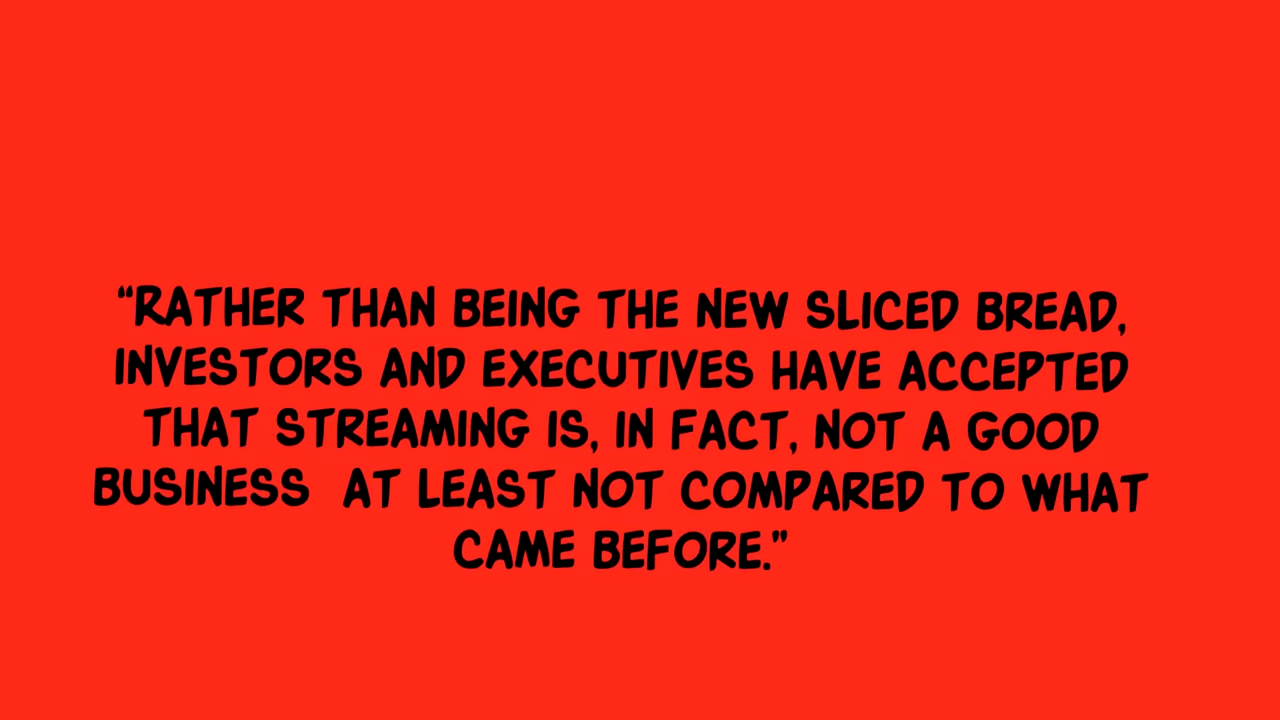 “RATHER THAN BEING THE NEW SLICED BREAD,
INVESTORS AND EXECUTIVES HAVE ACCEPTED
THAT STREAMING IS, IN FACT, NOT A GOOD
BUSINESS  AT LEAST NOT COMPARED TO WHAT
CAME BEFORE.”